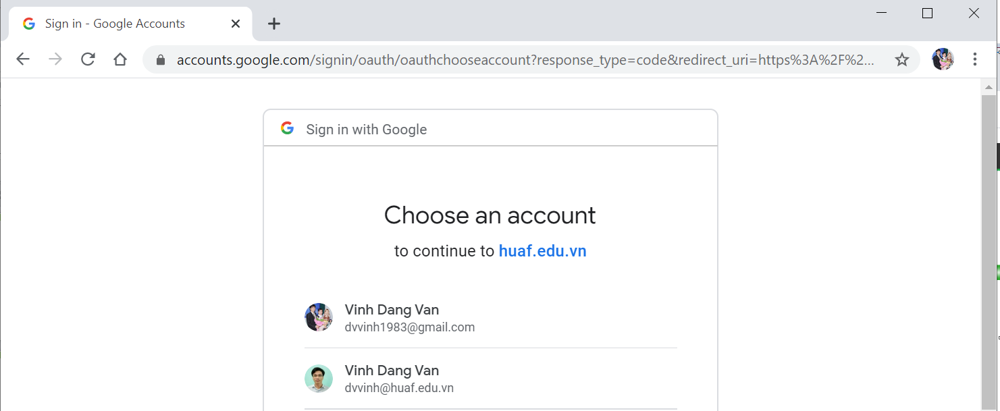 Sign in - Google Accounts
accounts.google.com/signin/oauth/oauthchooseaccount?response_type=code&redirect_uri=https%3A%2F%2...
Sign in with Google
Choose an account
to continue to huaf.edu.vn
Vinh Dang Van
dvvinh1983@gmail.com
Vinh Dang Van
dvvinh@huaf.edu.vn